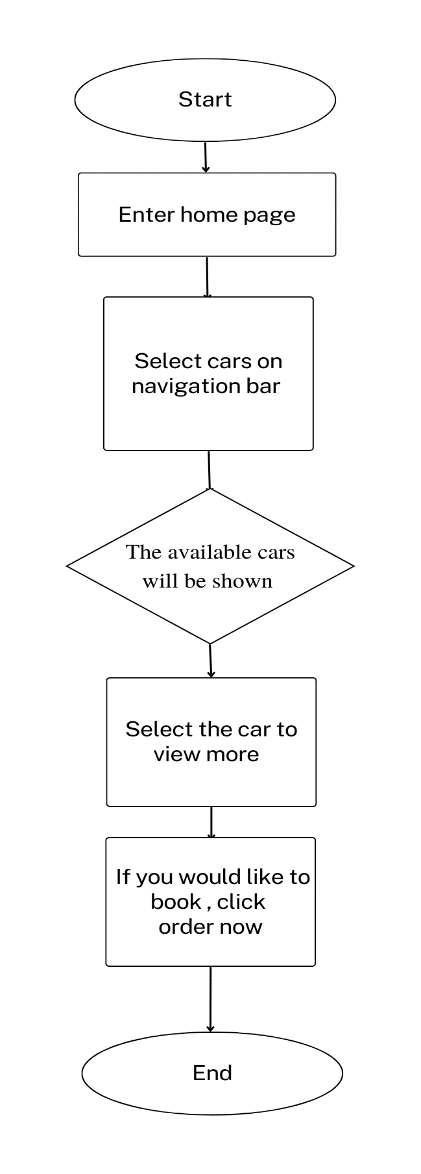 Start
Enter home page
Select cars on
navigation bar
The available cars
will be shown
Select the car to
view more
If you would like to
book , click
order now
End